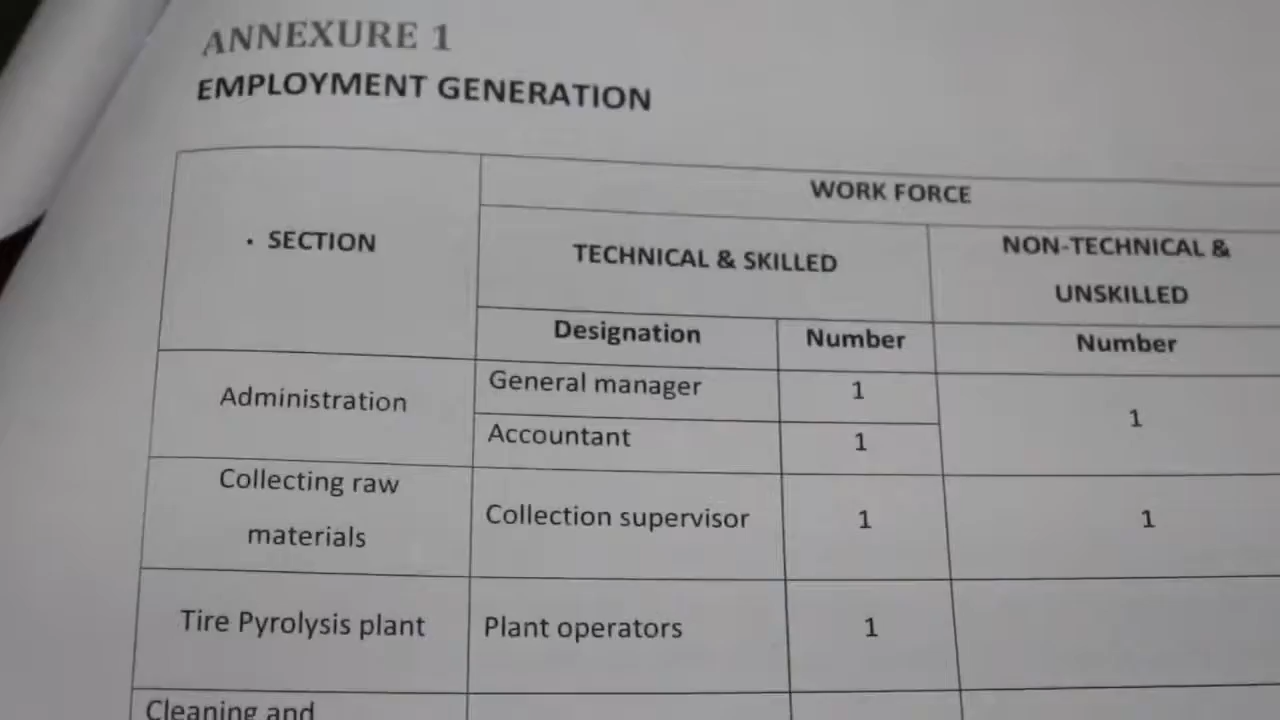 ANNEXURE 1
EMPLOYMENT GENERATION
WORK FORCE
· SECTION
TECHNICAL & SKILLED
NON-TECHNICAL &
UNSKILLED
Designation
Number
Number
Administration
General manager
1
1
Accountant
1
Collecting raw
materials
Collection supervisor
1
1
Tire Pyrolysis plant
Plant operators
1
Cleaning and